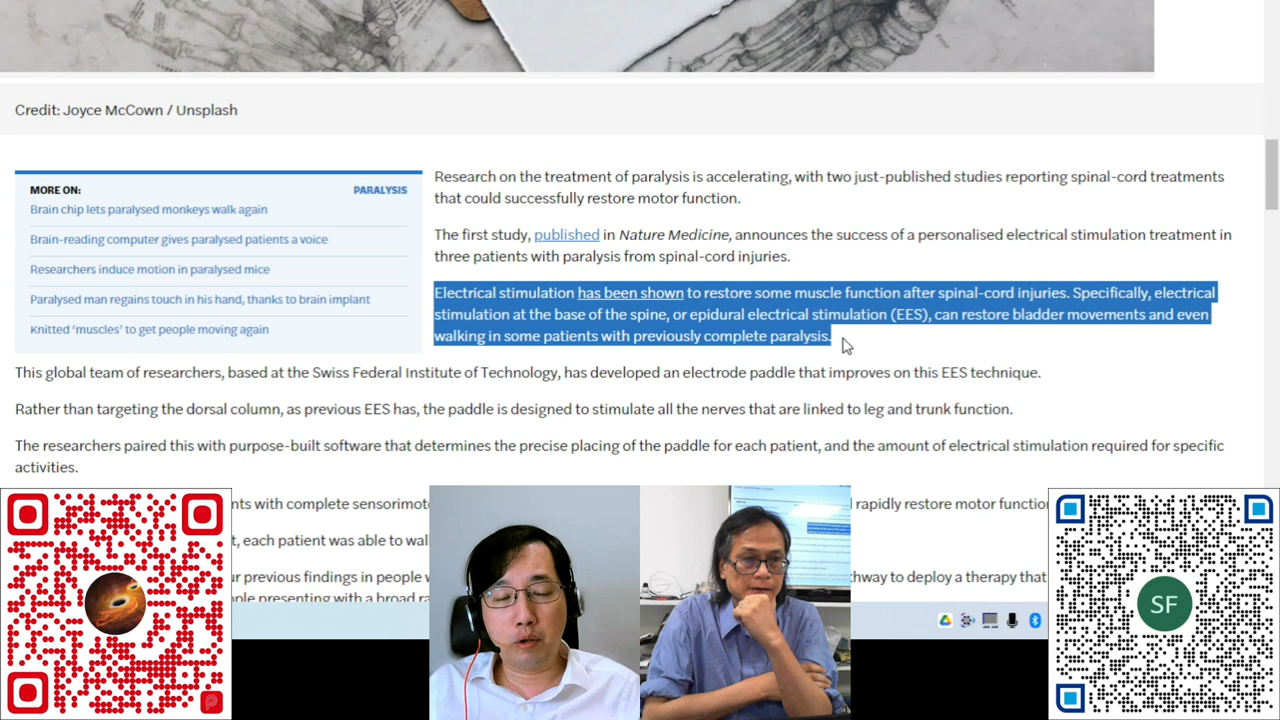 Credit: Joyce McCown / Unsplash
MORE ON:
PARALYSIS
Brain chip lets paralysed monkeys walk again
Brain-reading computer gives paralysed patients a voice
Researchers induce motion in paralysed mice
Paralysed man regains touch in his hand, thanks to brain implant
Knitted ‘muscles’ to get people moving again
Research on the treatment of paralysis is accelerating, with two just-published studies reporting spinal-cord treatments
that could successfully restore motor function.
The first study, published in Nature Medicine, announces the success of a personalised electrical stimulation treatment in
three patients with paralysis from spinal-cord injuries.
Electrical stimulation has been shown to restore some muscle function after spinal-cord injuries. Specifically, electrical
stimulation at the base of the spine, or epidural electrical stimulation (EES), can restore bladder movements and even
walking in some patients with previously complete paralysis.
This global team of researchers, based at the Swiss Federal Institute of Technology, has developed an electrode paddle that improves on this EES technique.
Rather than targeting the dorsal column, as previous EES has, the paddle is designed to stimulate all the nerves that are linked to leg and trunk function.
The researchers paired this with purpose-built software that determines the precise placing of the paddle for each patient, and the amount of electrical stimulation required for specific
activities.
nts with complete sensorimot
rapidly restore motor function
each patient was able to wal
ur previous findings in people
hway to deploy a therapy that
ple presenting with a broad
SF